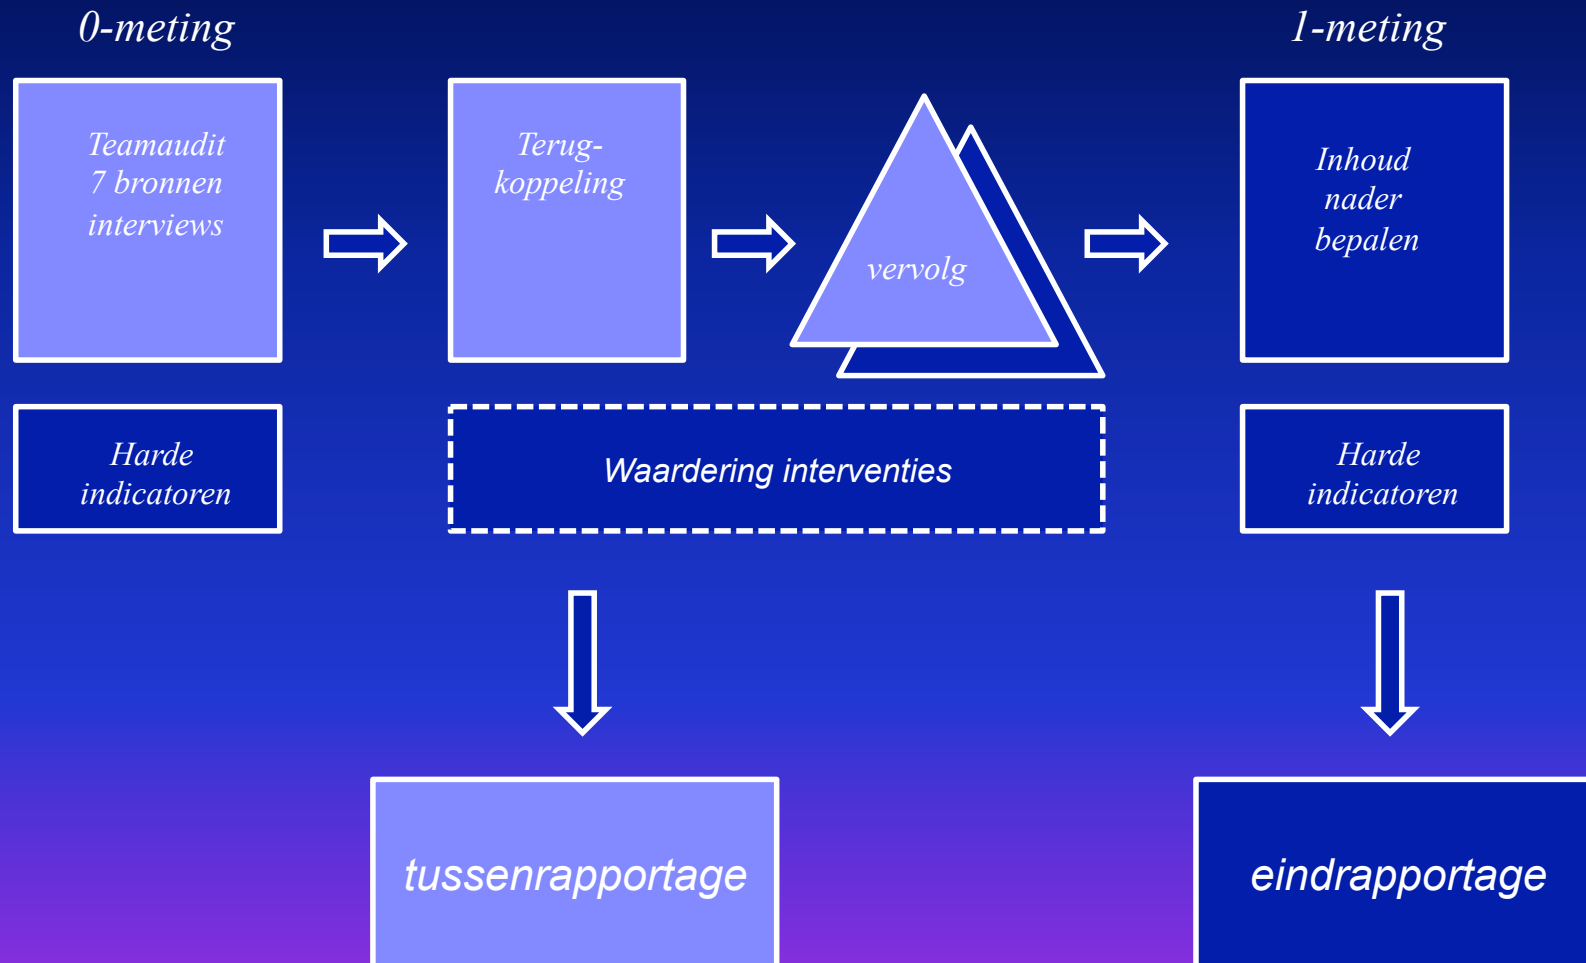 0-meting
1-meting
Teamaudit
7 bronnen
interviews
Terug-
koppeling
vervolg
Inhoud
nader
bepalen
Harde
indicatoren
Waardering interventies
Harde
indicatoren
tussenrapportage
eindrapportage